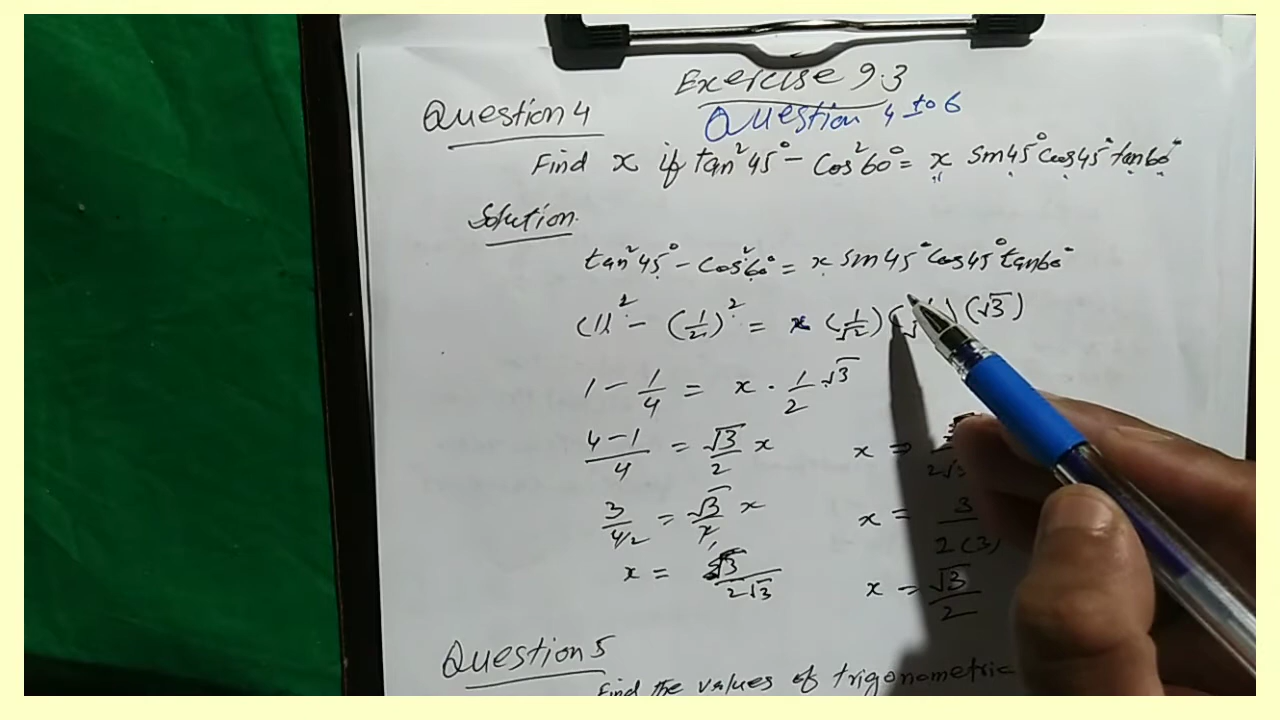 Exercise 9.3
Question 4 to 6
Question 4
Find x if tan²45° - Cos²60° = x Sin45° Cos45° tan60°
Solution
tan²45° - Cos²60° = x Sin45° Cos45° tan60°
(1)² - (1/2)² = x (1/√2) (√3)
1 - 1/4 = x · 1/2 √3
4-1/4 = √3/2 x
3/4 2 = √3/2 x
x = /2√3
x =
x = 3/2(3)
x = √3/2
Question 5
Find the values of trigonometric